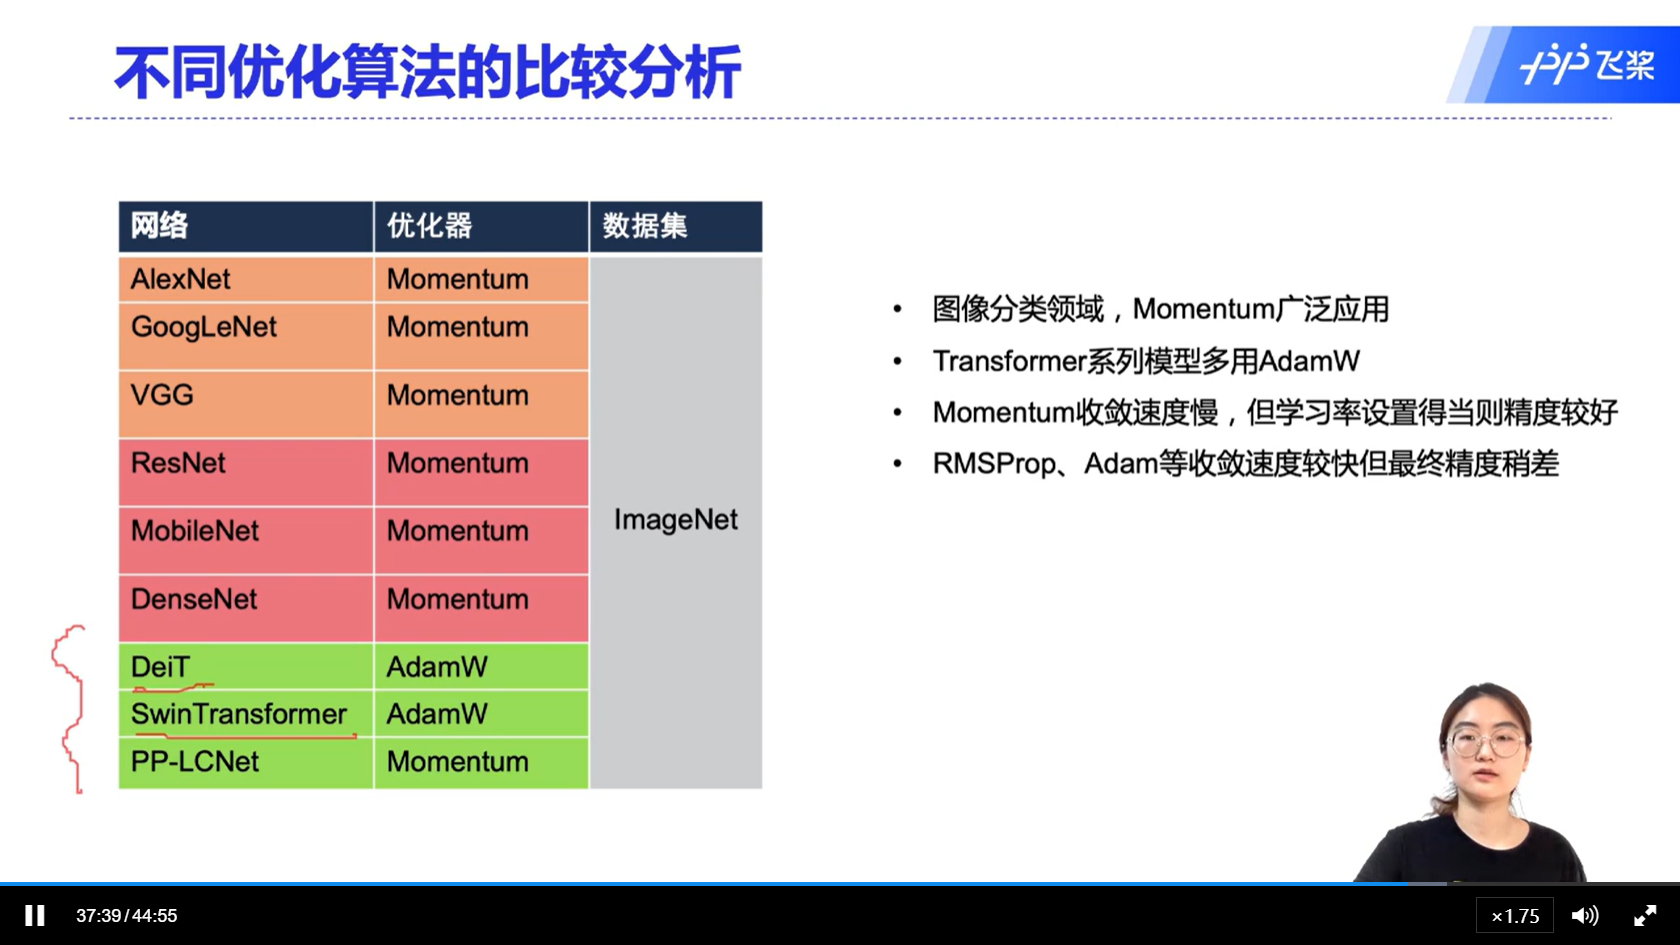 不同优化算法的比较分析
飞桨
网络 优化器 数据集
AlexNet Momentum
GoogLeNet Momentum
VGG Momentum
ResNet Momentum
MobileNet Momentum
DenseNet Momentum
DeiT AdamW
SwinTransformer AdamW
PP-LCNet Momentum
ImageNet
• 图像分类领域，Momentum广泛应用
• Transformer系列模型多用AdamW
• Momentum收敛速度慢，但学习率设置得当则精度较好
• RMSProp、Adam等收敛速度较快但最终精度稍差
37:39/44:55
×1.75